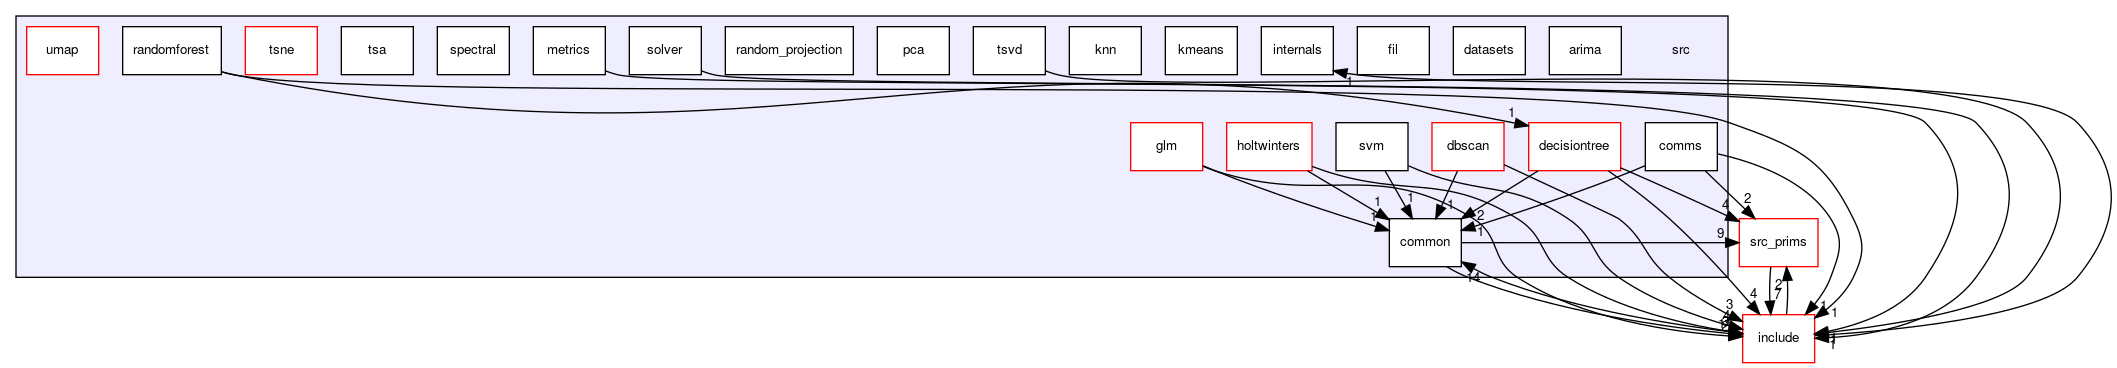 umap randomforest tsne tsa spectral metrics solver random_projection pca tsvd knn kmeans internals fil datasets arima src
1
1
glm holtwinters svm dbscan decisiontree comms
1 1 1 1 2 1 4 2
common 9 src_prims
14 2 7
3 4 1 1
include
1